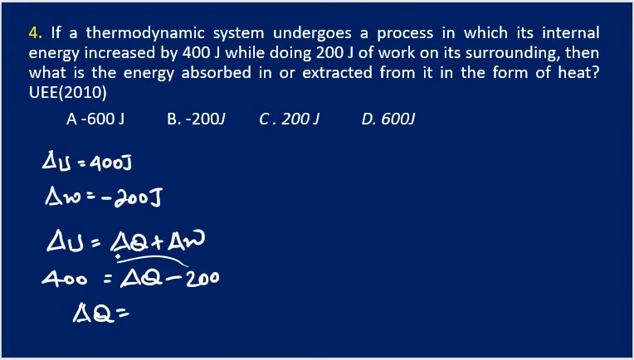 4. If a thermodynamic system undergoes a process in which its internal
energy increased by 400 J while doing 200 J of work on its surrounding, then
what is the energy absorbed in or extracted from it in the form of heat?
UEE(2010)
A -600 J B. -200J C . 200 J D. 600J
ΔU = 400J
ΔW = -200J
ΔU = ΔQ + ΔW
400 = ΔQ - 200
ΔQ =